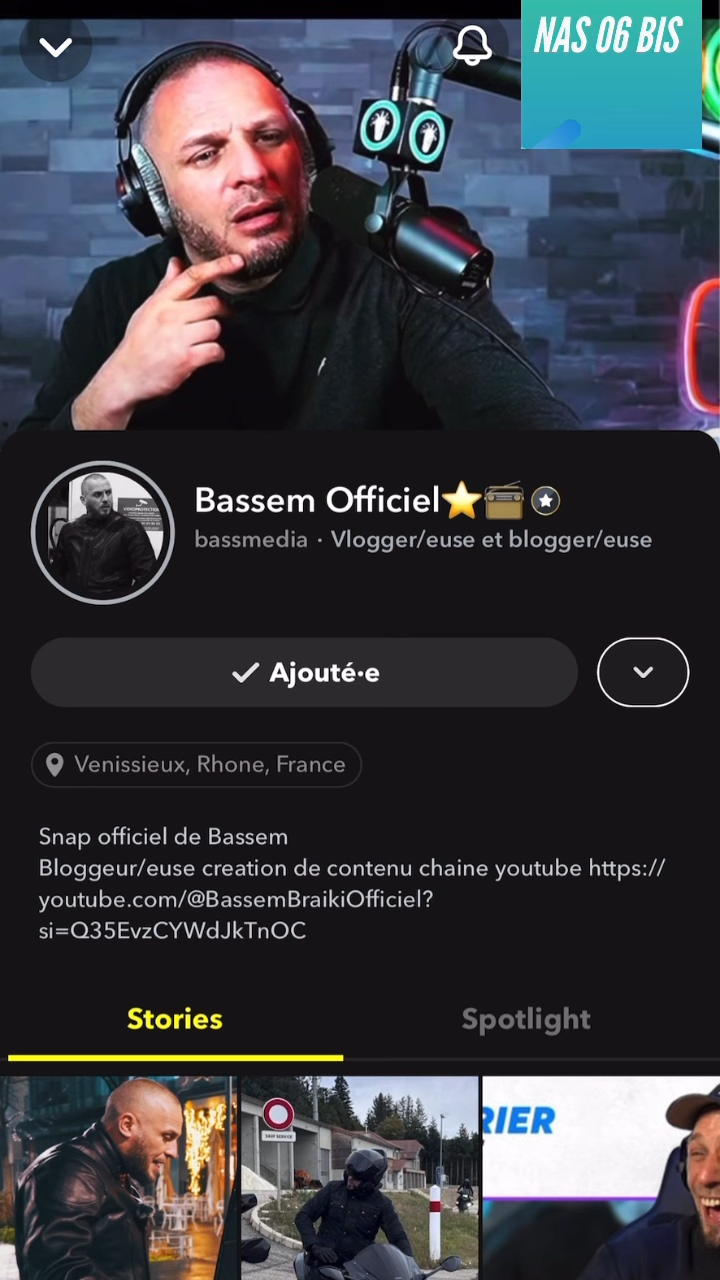 NAS 06 BIS
Bassem Officiel⭐📻
bassmedia · Vlogger/euse et blogger/euse
Ajouté·e
Venissieux, Rhone, France
Snap officiel de Bassem
Bloggeur/euse creation de contenu chaine youtube https://
youtube.com/@BassemBraikiOfficiel?
si=Q35EvzCYWdJkTnOC
Stories
Spotlight
RIER